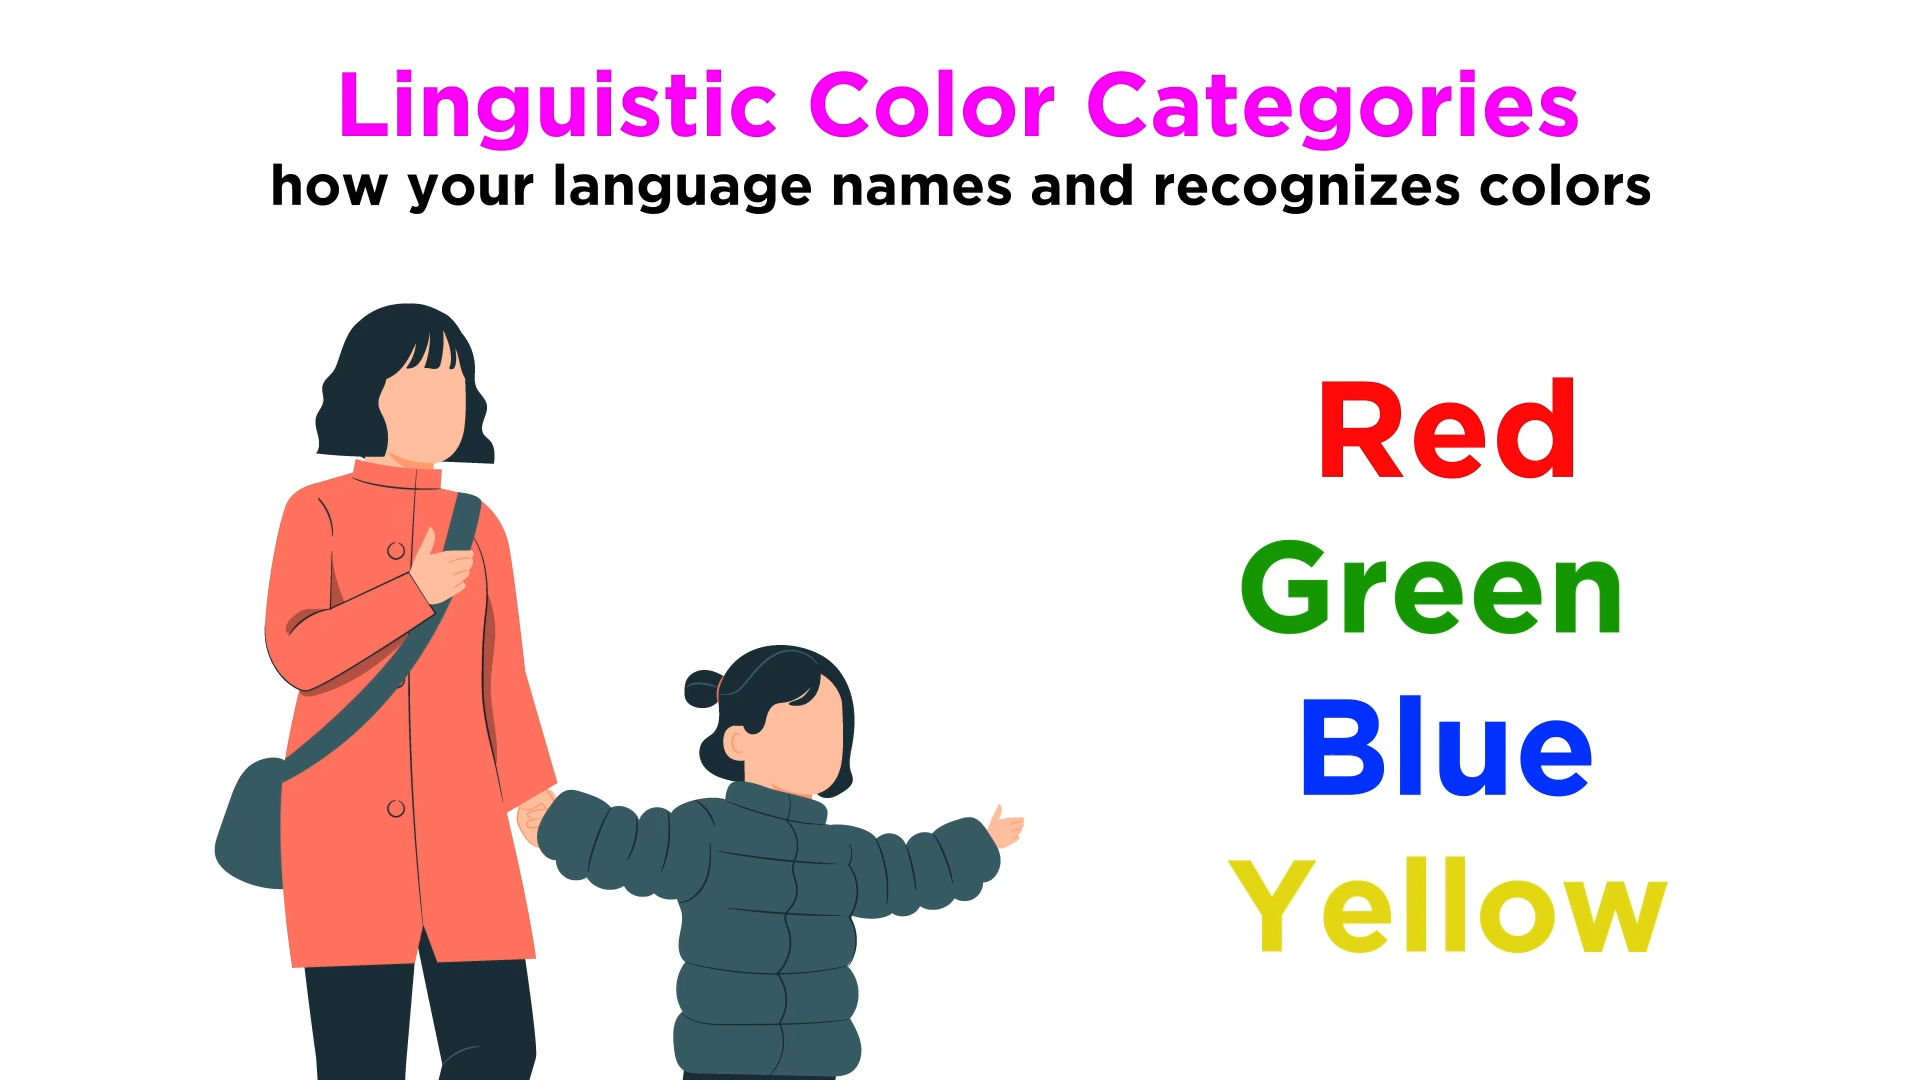 Linguistic Color Categories
how your language names and recognizes colors
Red
Green
Blue
Yellow